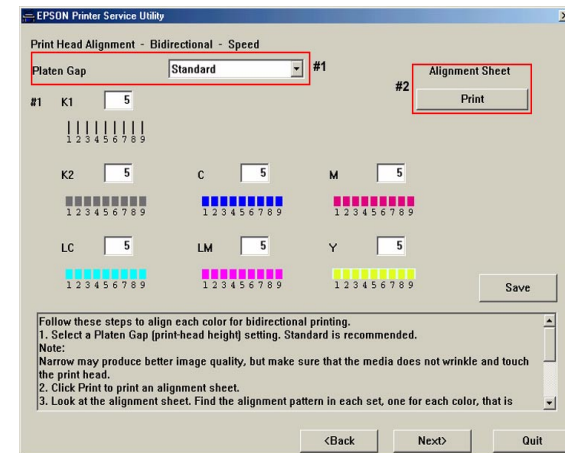 EPSON Printer Service Utility
Print Head Alignment - Bidirectional - Speed
Platen Gap Standard #1
Alignment Sheet
#2
Print
#1 K1 5
1 2 3 4 5 6 7 8 9
K2 5 C 5 M 5
1 2 3 4 5 6 7 8 9 1 2 3 4 5 6 7 8 9 1 2 3 4 5 6 7 8 9
LC 5 LM 5 Y 5
1 2 3 4 5 6 7 8 9 1 2 3 4 5 6 7 8 9 1 2 3 4 5 6 7 8 9
Save
Follow these steps to align each color for bidirectional printing.
1. Select a Platen Gap (print-head height) setting. Standard is recommended.
Note:
Narrow may produce better image quality, but make sure that the media does not wrinkle and touch
the print head.
2. Click Print to print an alignment sheet.
3. Look at the alignment sheet. Find the alignment pattern in each set, one for each color, that is
<Back Next> Quit